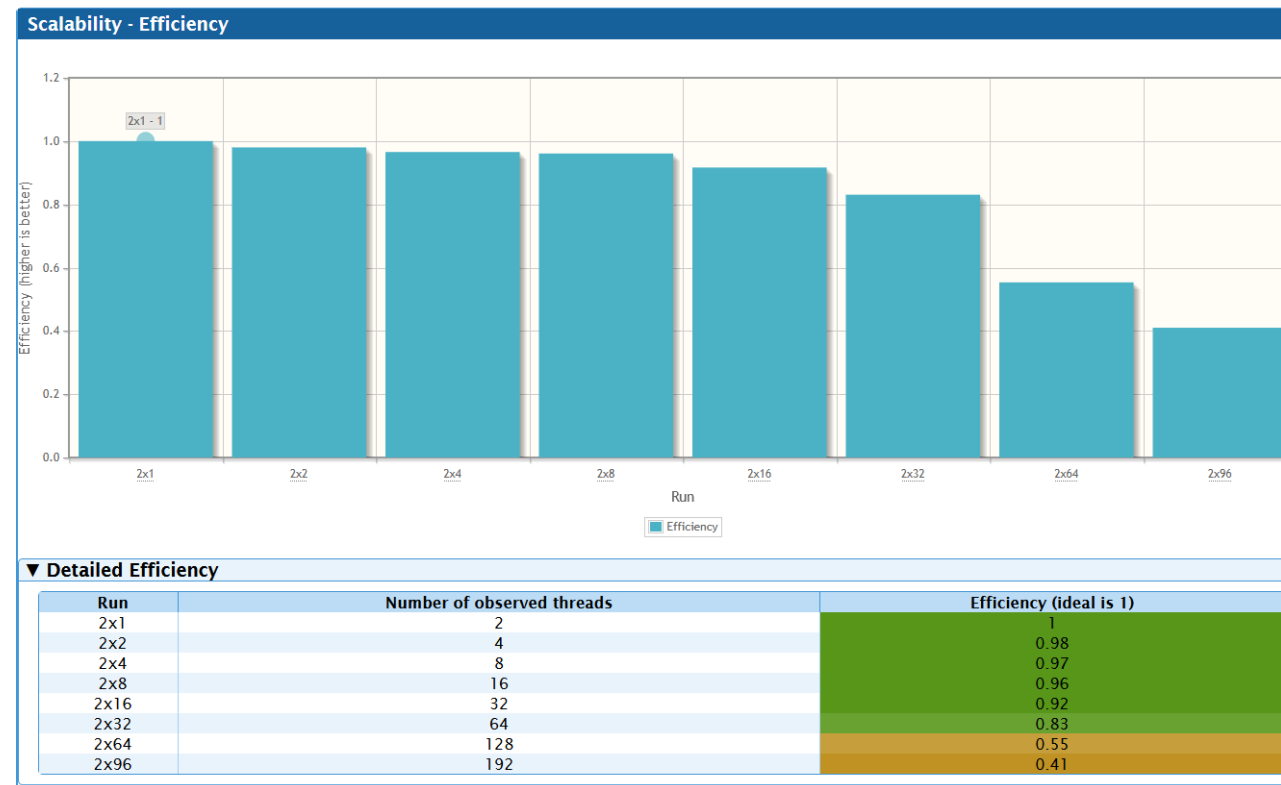 Scalability - Efficiency
1.2
2x1 - 1
1.0
0.8
0.6
0.4
0.2
0.0
Efficiency (higher is better)
2x1 2x2 2x4 2x8 2x16 2x32 2x64 2x96
Run
Efficiency
▼ Detailed Efficiency
Run Number of observed threads Efficiency (ideal is 1)
2x1 2 1
2x2 4 0.98
2x4 8 0.97
2x8 16 0.96
2x16 32 0.92
2x32 64 0.83
2x64 128 0.55
2x96 192 0.41